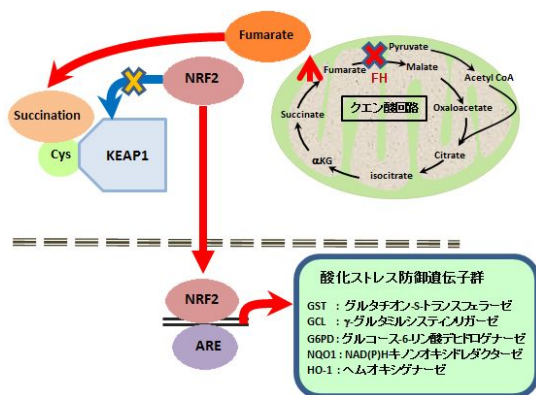 Fumarate
NRF2
Succination
Cys
KEAP1
Pyruvate
Fumarate
FH
Malate
Acetyl CoA
クエン酸回路
Succinate
Oxaloacetate
αKG
Citrate
isocitrate
NRF2
ARE
酸化ストレス防御遺伝子群
GST : グルタチオン-S-トランスフェラーゼ
GCL : γ-グルタミルシスティンリガーゼ
G6PD : グルコース-6-リン酸デヒドロゲナーゼ
NQO1 : NAD(P)Hキノンオキシドレダクターゼ
HO-1 : ヘムオキシゲナーゼ